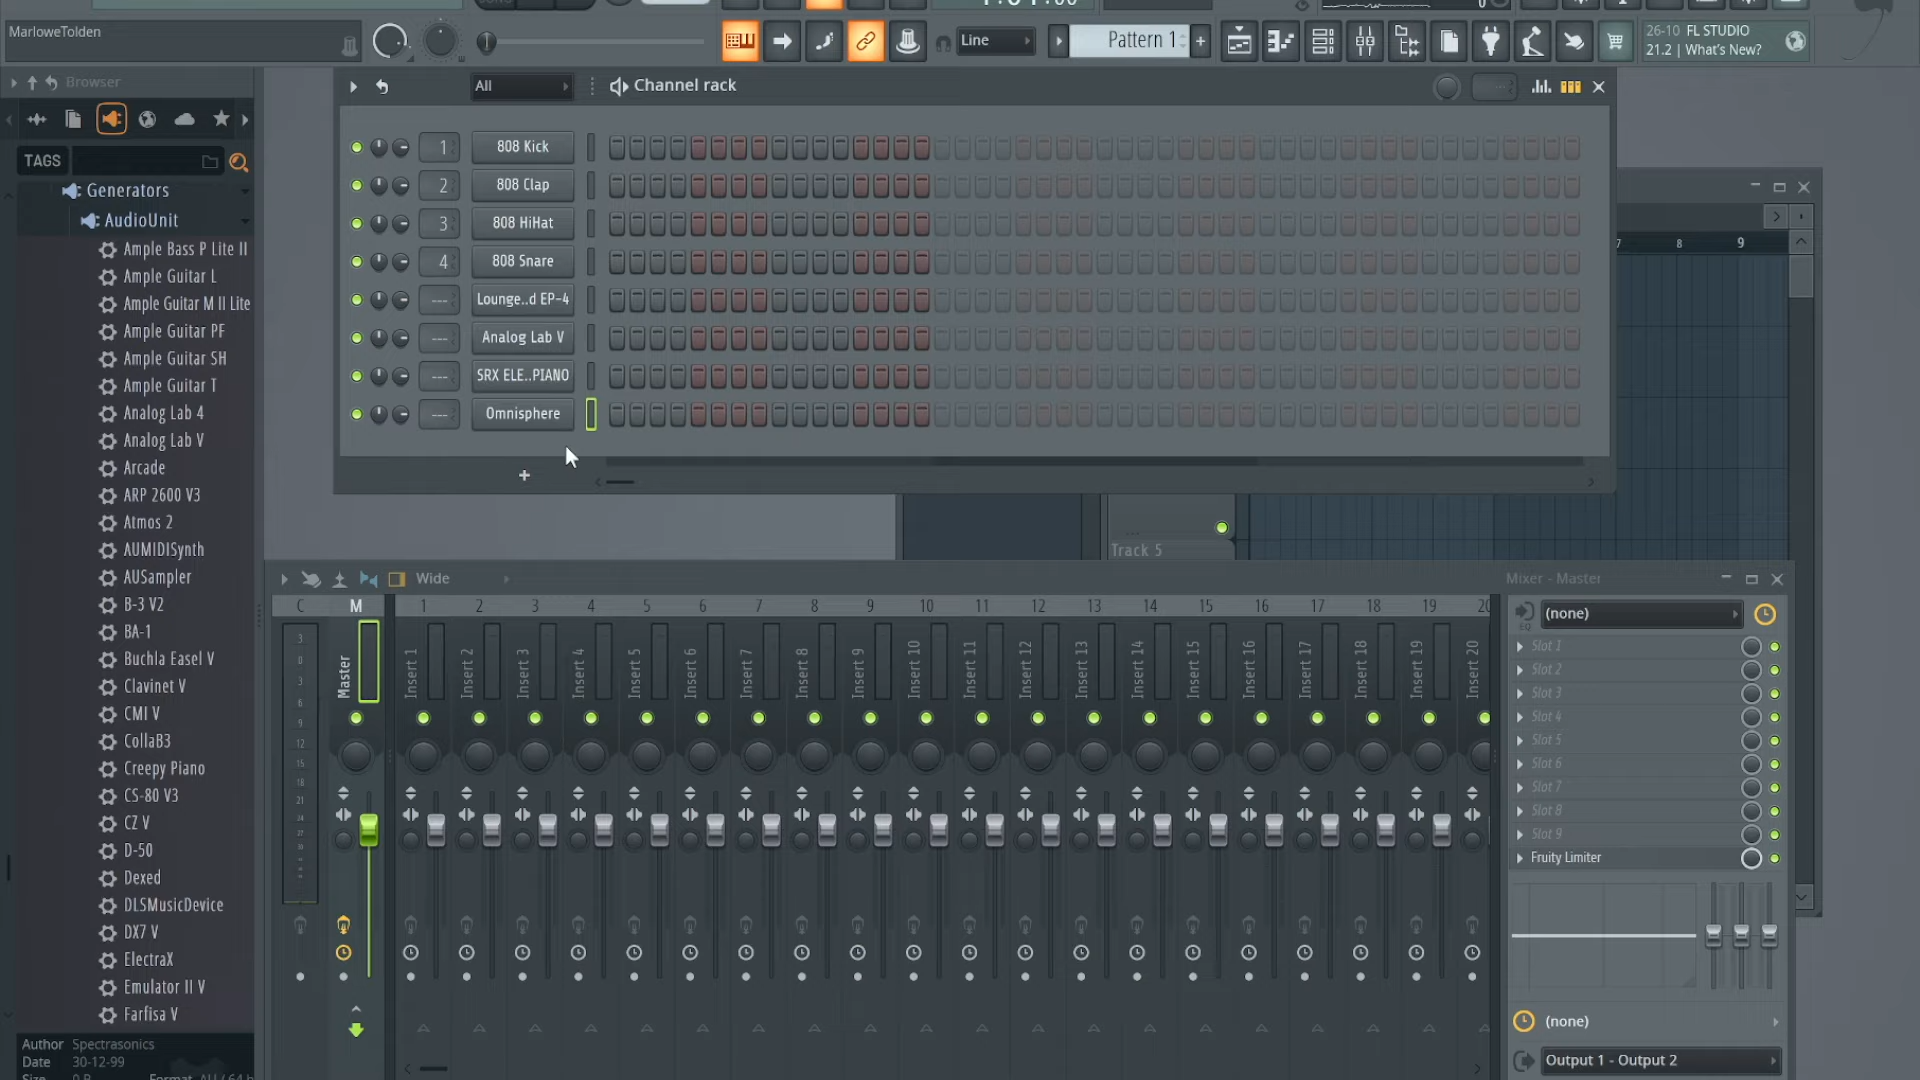 MarloweTolden
Line
Pattern 1
+
26-10 FL STUDIO
21.2 | What's New?
Browser
All
Channel rack
TAGS
Generators
AudioUnit
Ample Bass P Lite II
Ample Guitar L
Ample Guitar M II Lite
Ample Guitar PF
Ample Guitar SH
Ample Guitar T
Analog Lab 4
Analog Lab V
Arcade
ARP 2600 V3
Atmos 2
AUMIDISynth
AUSampler
B-3 V2
BA-1
Buchla Easel V
Clavinet V
CMI V
CollaB3
Creepy Piano
CS-80 V3
CZ V
D-50
Dexed
DLSMusicDevice
DX7 V
ElectraX
Emulator II V
Farfisa V
Author Spectrasonics
Date 30-12-99
1 808 Kick
2 808 Clap
3 808 HiHat
4 808 Snare
--- Lounge..d EP-4
--- Analog Lab V
--- SRX ELE..PIANO
--- Omnisphere
+
7 8 9
Track 5
Wide
C M 1 2 3 4 5 6 7 8 9 10 11 12 13 14 15 16 17 18 19
Master
Insert 1
Insert 2
Insert 3
Insert 4
Insert 5
Insert 6
Insert 7
Insert 8
Insert 9
Insert 10
Insert 11
Insert 12
Insert 13
Insert 14
Insert 15
Insert 16
Insert 17
Insert 18
Insert 19
Insert 20
Mixer - Master
(none)
Slot 1
Slot 2
Slot 3
Slot 4
Slot 5
Slot 6
Slot 7
Slot 8
Slot 9
Fruity Limiter
(none)
Output 1 - Output 2